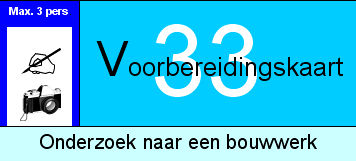 Max. 3 pers
33
Voorbereidingskaart
Onderzoek naar een bouwwerk